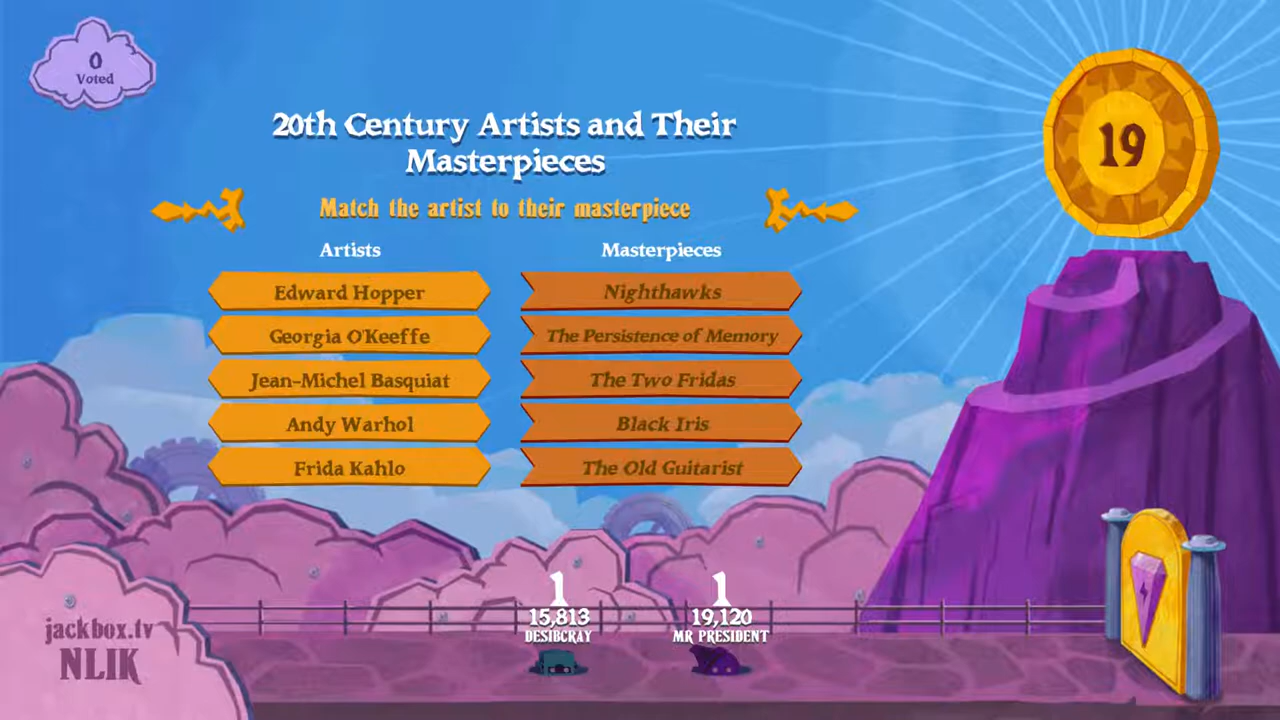 0
Voted
19
20th Century Artists and Their
Masterpieces
Match the artist to their masterpiece
Artists
Masterpieces
Edward Hopper
Nighthawks
Georgia O'Keeffe
The Persistence of Memory
Jean-Michel Basquiat
The Two Fridas
Andy Warhol
Black Iris
Frida Kahlo
The Old Guitarist
1
15,813
DESIBCRAY
1
19,120
MR PRESIDENT
jackbox.tv
NLIK